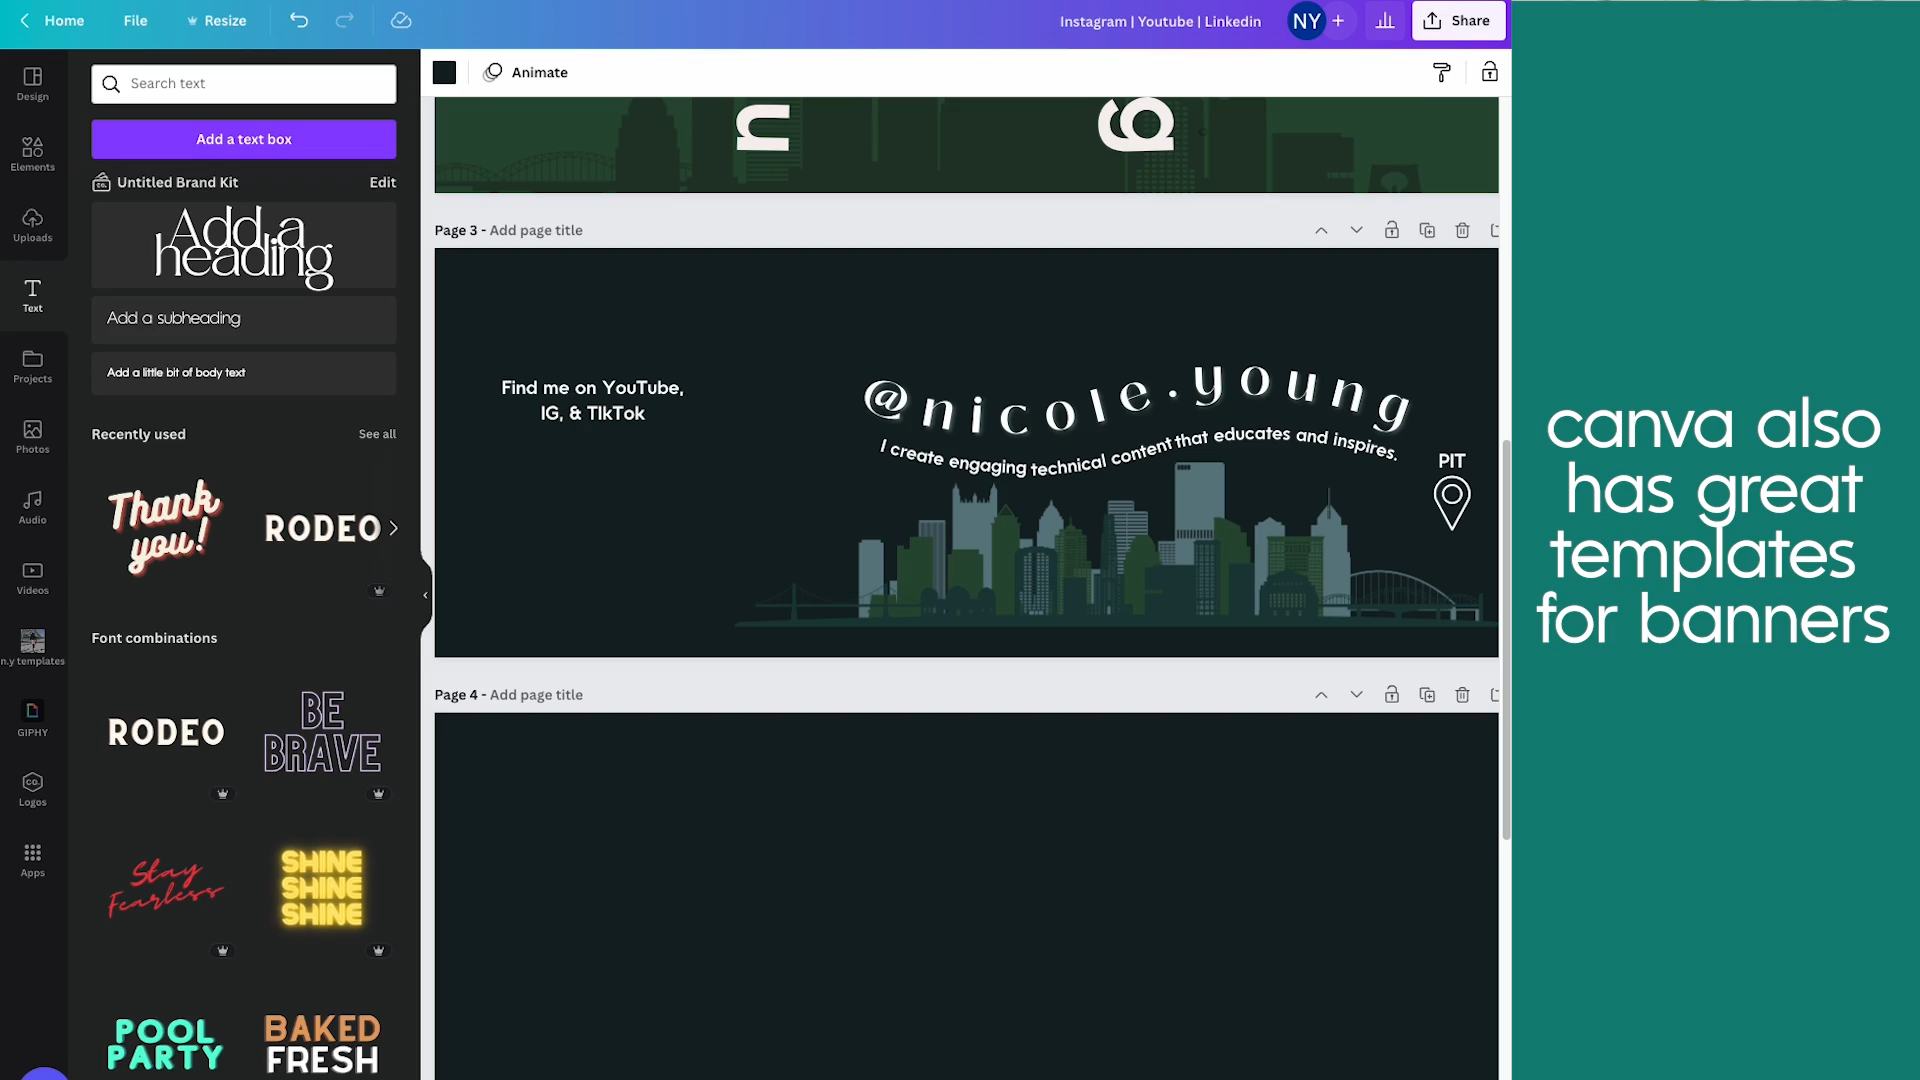 Home
File
Resize
Instagram | Youtube | Linkedin
NY
Share
Design
Elements
Uploads
Text
Projects
Photos
Audio
Videos
n.y templates
GIPHY
Logos
Apps
Search text
Add a text box
Untitled Brand Kit
Edit
Add a
heading
Add a subheading
Add a little bit of body text
Recently used
See all
Thank
you!
RODEO
Font combinations
RODEO
BE
BRAVE
Stay
Fearless
SHINE
SHINE
SHINE
POOL
PARTY
BAKED
FRESH
Animate
n
g
Page 3 - Add page title
Find me on YouTube,
IG, & TIkTok
@nicole.young
I create engaging technical content that educates and inspires.
PIT
Page 4 - Add page title
canva also
has great
templates
for banners